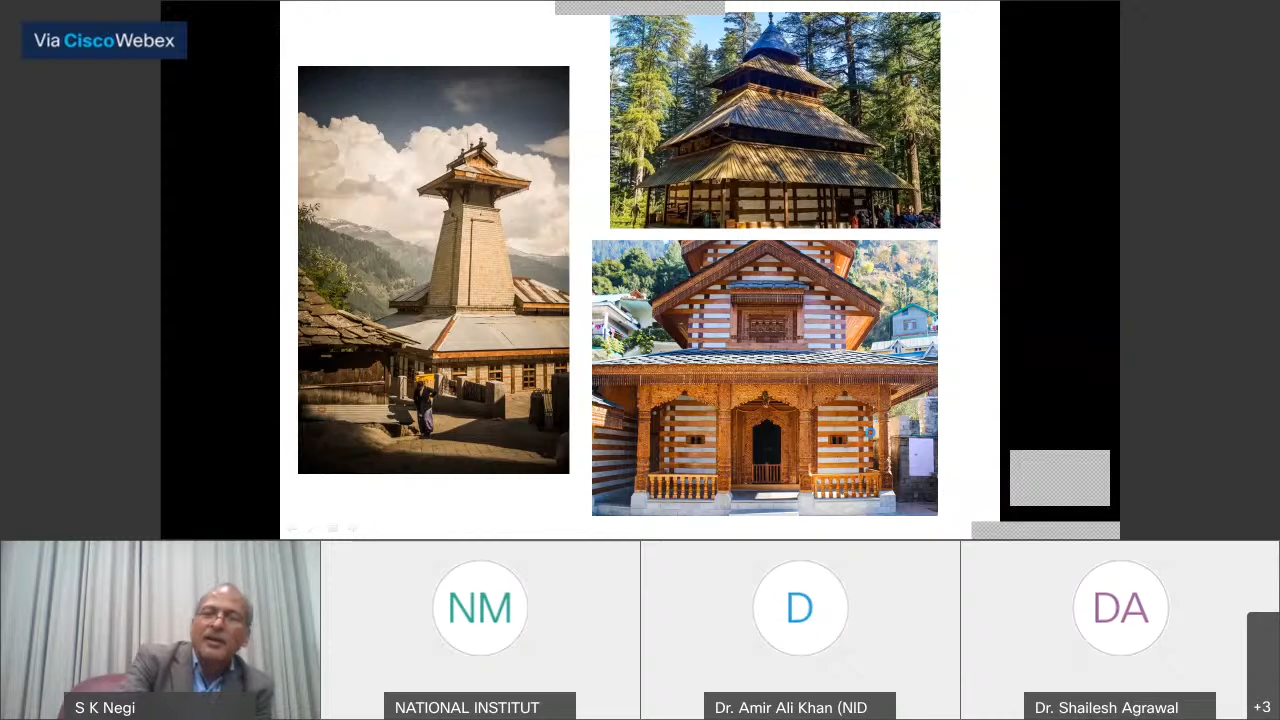 Via CiscoWebex
NM
D
DA
S K Negi
NATIONAL INSTITUT
Dr. Amir Ali Khan (NID
Dr. Shailesh Agrawal
+3